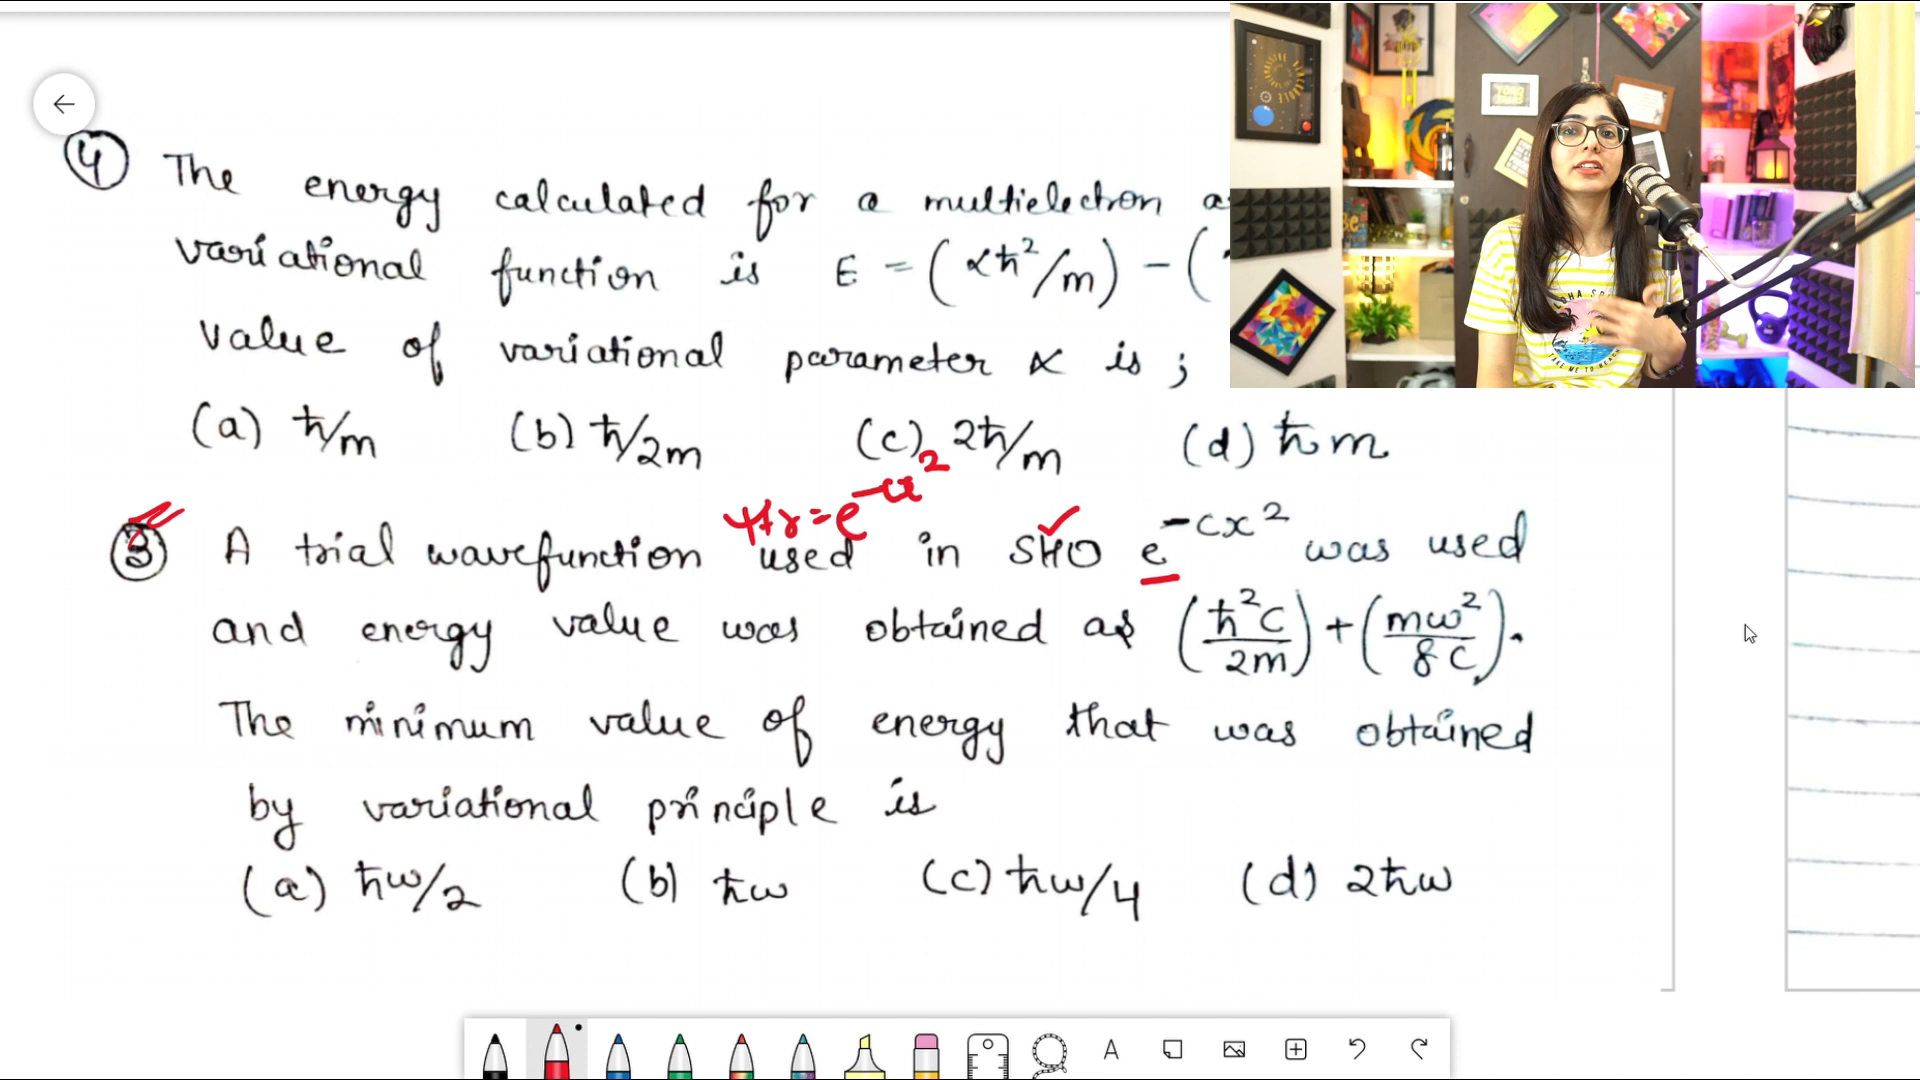 ④ The energy calculated for a multielectron a
variational function is E = (αħ²/m) - (
value of variational parameter α is ;
(a) ħ/m (b) ħ/2m (c) 2ħ/m (d) ħm
ψtr = e^-cx²
③ A trial wavefunction used in SHO e^-cx² was used
and energy value was obtained as (ħ²c/2m) + (mω²/8c).
The minimum value of energy that was obtained
by variational principle is
(a) ħω/2 (b) ħω (c) ħω/4 (d) 2ħω
A